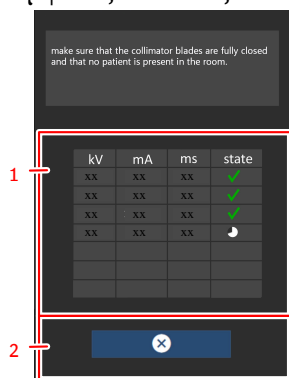 make sure that the collimator blades are fully closed
and that no patient is present in the room.
kV mA ms state
xx xx xx
xx xx xx
xx xx xx
xx xx xx
1
2